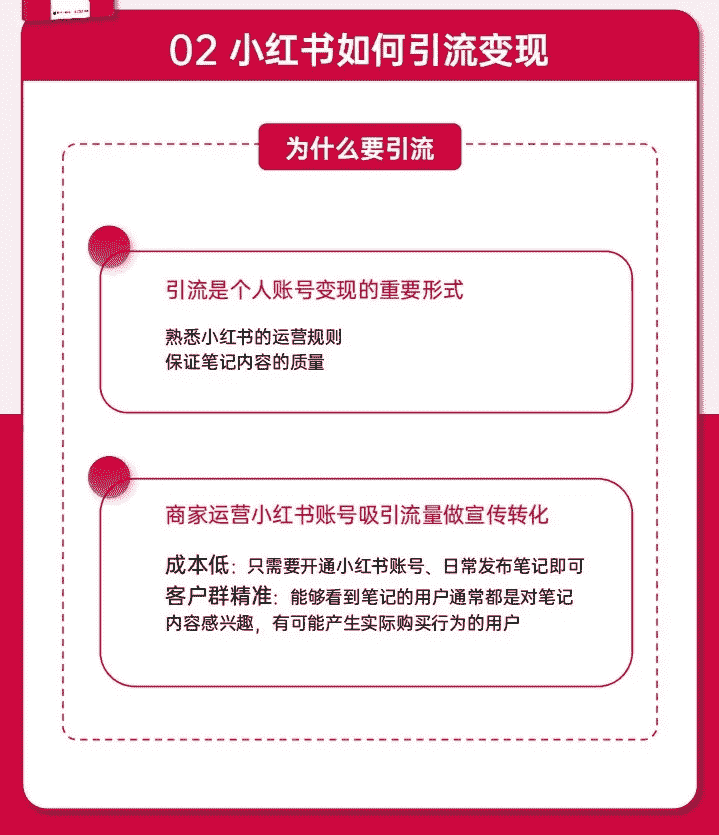 02 小红书如何引流变现
为什么要引流
引流是个人账号变现的重要形式
熟悉小红书的运营规则
保证笔记内容的质量
商家运营小红书账号吸引流量做宣传转化
成本低：只需要开通小红书账号、日常发布笔记即可
客户群精准：能够看到笔记的用户通常都是对笔记
内容感兴趣，有可能产生实际购买行为的用户